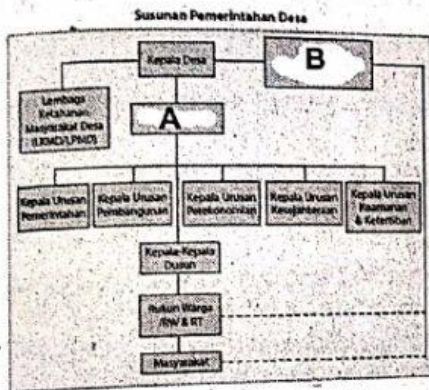 Susunan Pemerintahan Desa
Kepala Desa
B
Lembaga
Ketahanan
Masyarakat Desa
(LKMD/LPMD)
A
Kepala Urusan
Pemerintahan
Kepala Urusan
Pembangunan
Kepala Urusan
Perekonomian
Kepala Urusan
Kesejahteraan
Kepala Urusan
Keamanan
& Ketertiban
Kepala-Kepala
Dusun
Rukun Warga
/RW & RT
Masyarakat